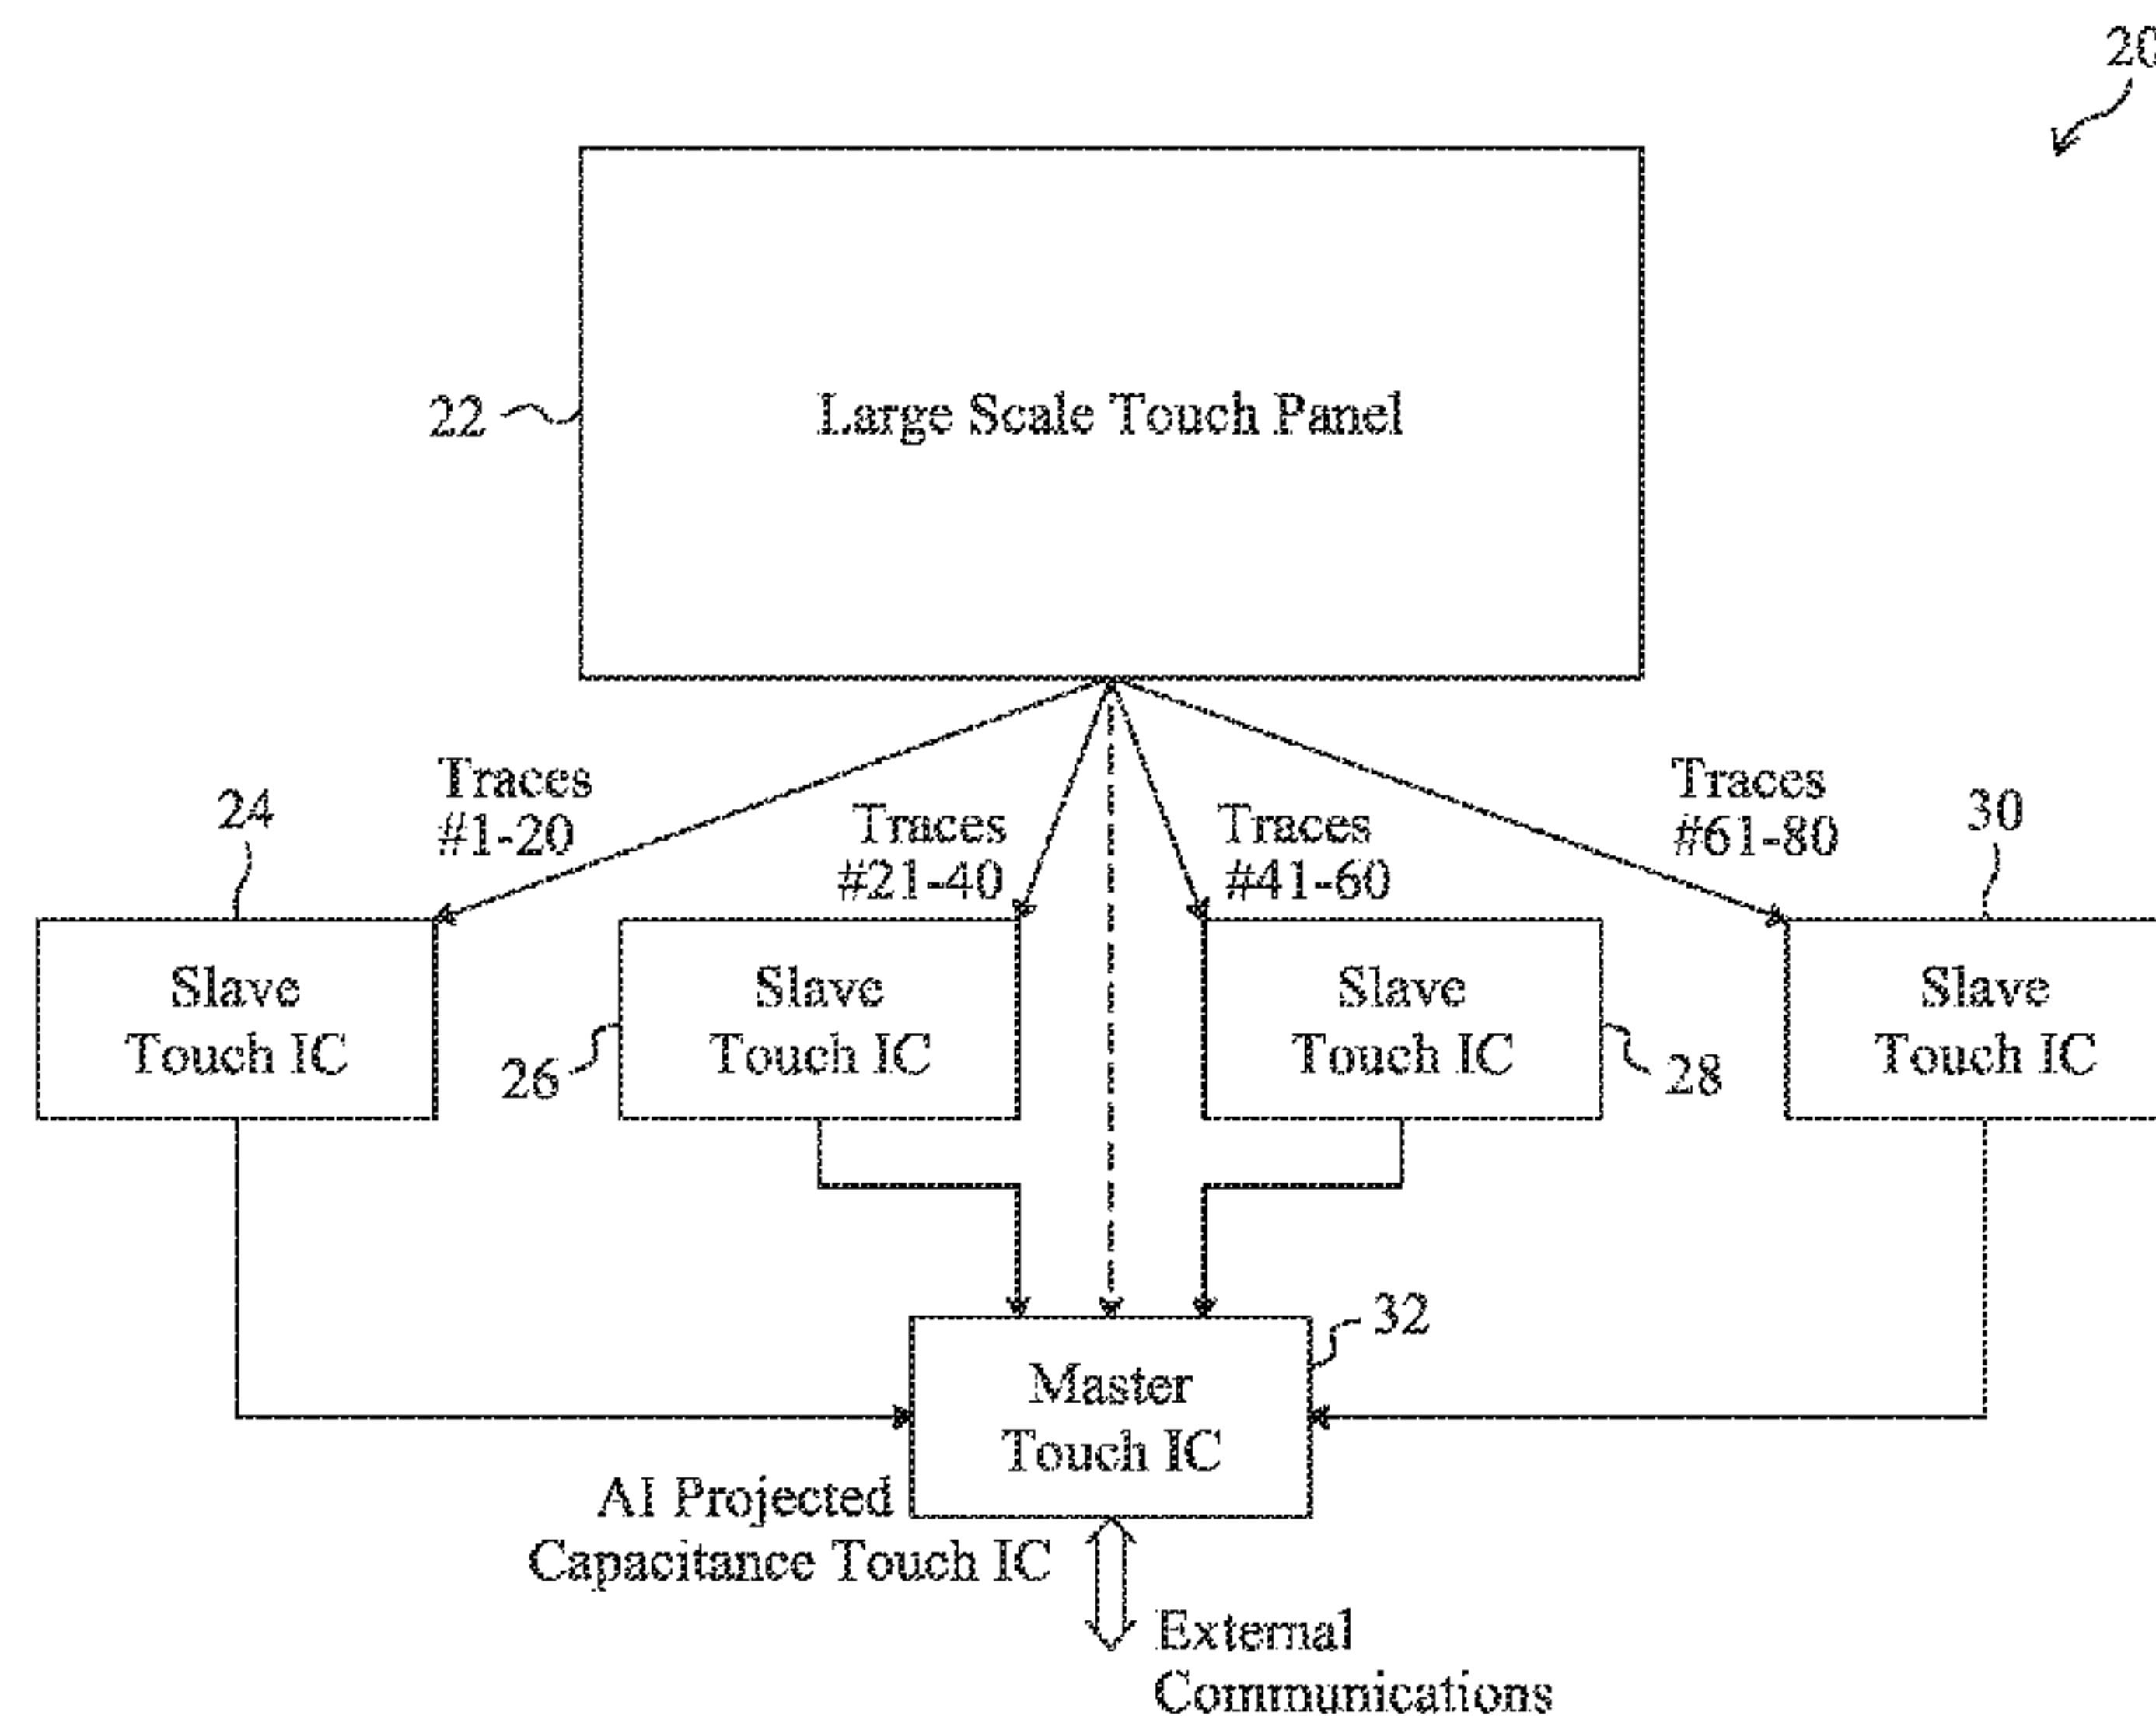 20
22
Large Scale Touch Panel
24
Traces
#1-20
Traces
#21-40
Traces
#41-60
Traces
#61-80
30
Slave
Touch IC
26
Slave
Touch IC
Slave
Touch IC
28
Slave
Touch IC
32
Master
Touch IC
AI Projected
Capacitance Touch IC
External
Communications